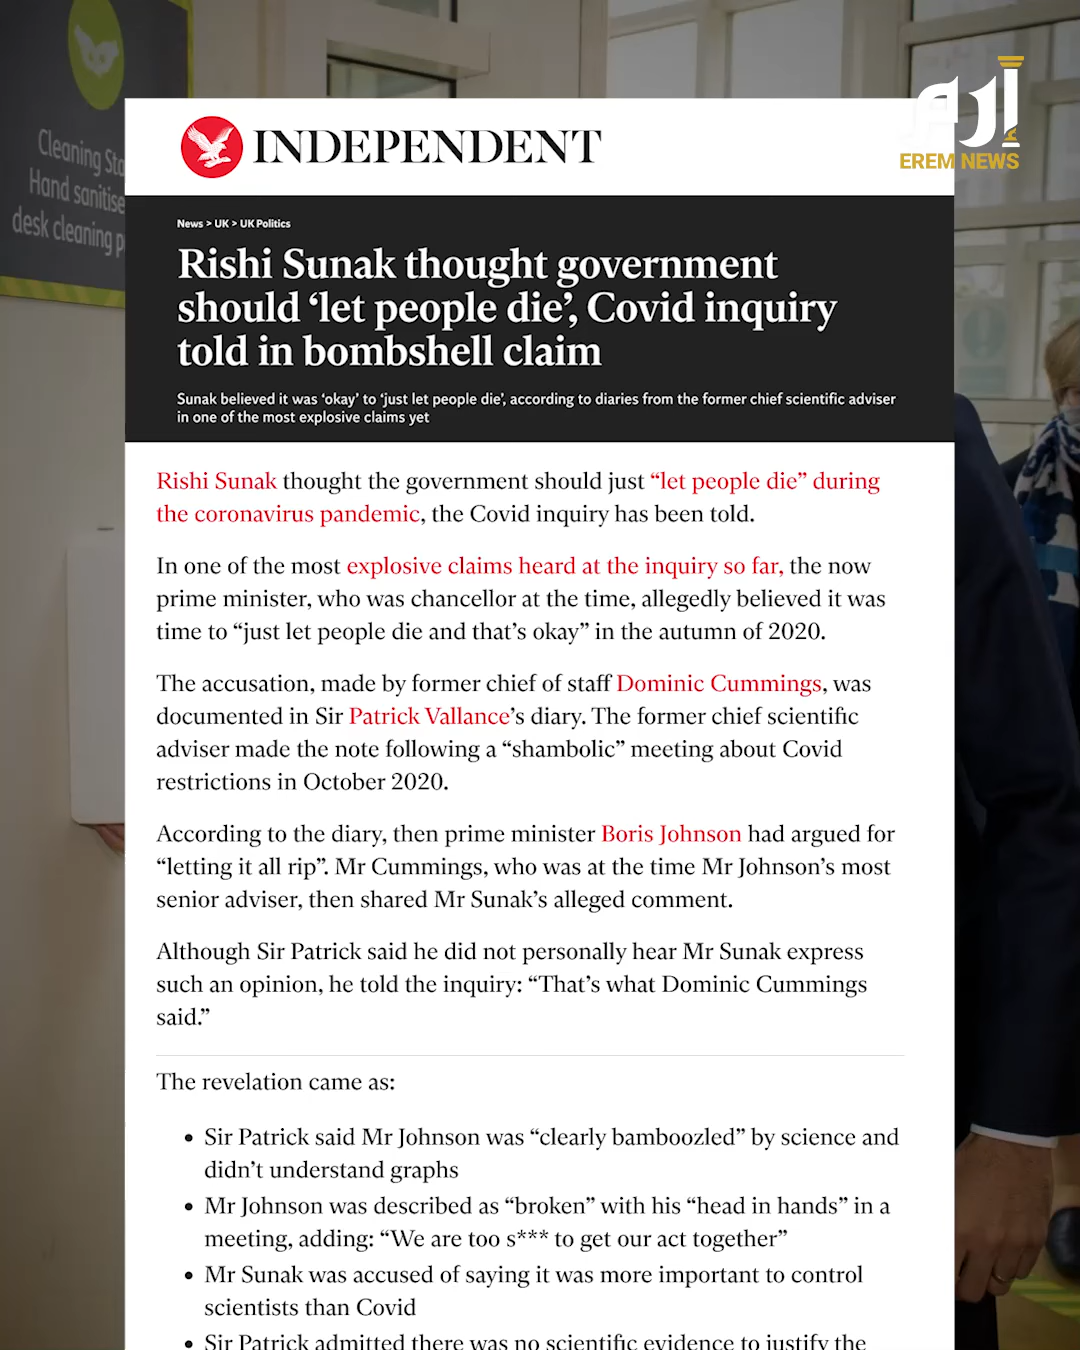 Cleaning
Hand sanitise
desk cleaning
إرم
EREM NEWS
INDEPENDENT
News > UK > UK Politics
Rishi Sunak thought government
should ‘let people die’, Covid inquiry
told in bombshell claim
Sunak believed it was ‘okay’ to ‘just let people die’, according to diaries from the former chief scientific adviser
in one of the most explosive claims yet
Rishi Sunak thought the government should just “let people die” during
the coronavirus pandemic, the Covid inquiry has been told.
In one of the most explosive claims heard at the inquiry so far, the now
prime minister, who was chancellor at the time, allegedly believed it was
time to “just let people die and that’s okay” in the autumn of 2020.
The accusation, made by former chief of staff Dominic Cummings, was
documented in Sir Patrick Vallance’s diary. The former chief scientific
adviser made the note following a “shambolic” meeting about Covid
restrictions in October 2020.
According to the diary, then prime minister Boris Johnson had argued for
“letting it all rip”. Mr Cummings, who was at the time Mr Johnson’s most
senior adviser, then shared Mr Sunak’s alleged comment.
Although Sir Patrick said he did not personally hear Mr Sunak express
such an opinion, he told the inquiry: “That’s what Dominic Cummings
said.”
The revelation came as:
• Sir Patrick said Mr Johnson was “clearly bamboozled” by science and
didn’t understand graphs
• Mr Johnson was described as “broken” with his “head in hands” in a
meeting, adding: “We are too s*** to get our act together”
• Mr Sunak was accused of saying it was more important to control
scientists than Covid
• Sir Patrick admitted there was no scientific evidence to justify the